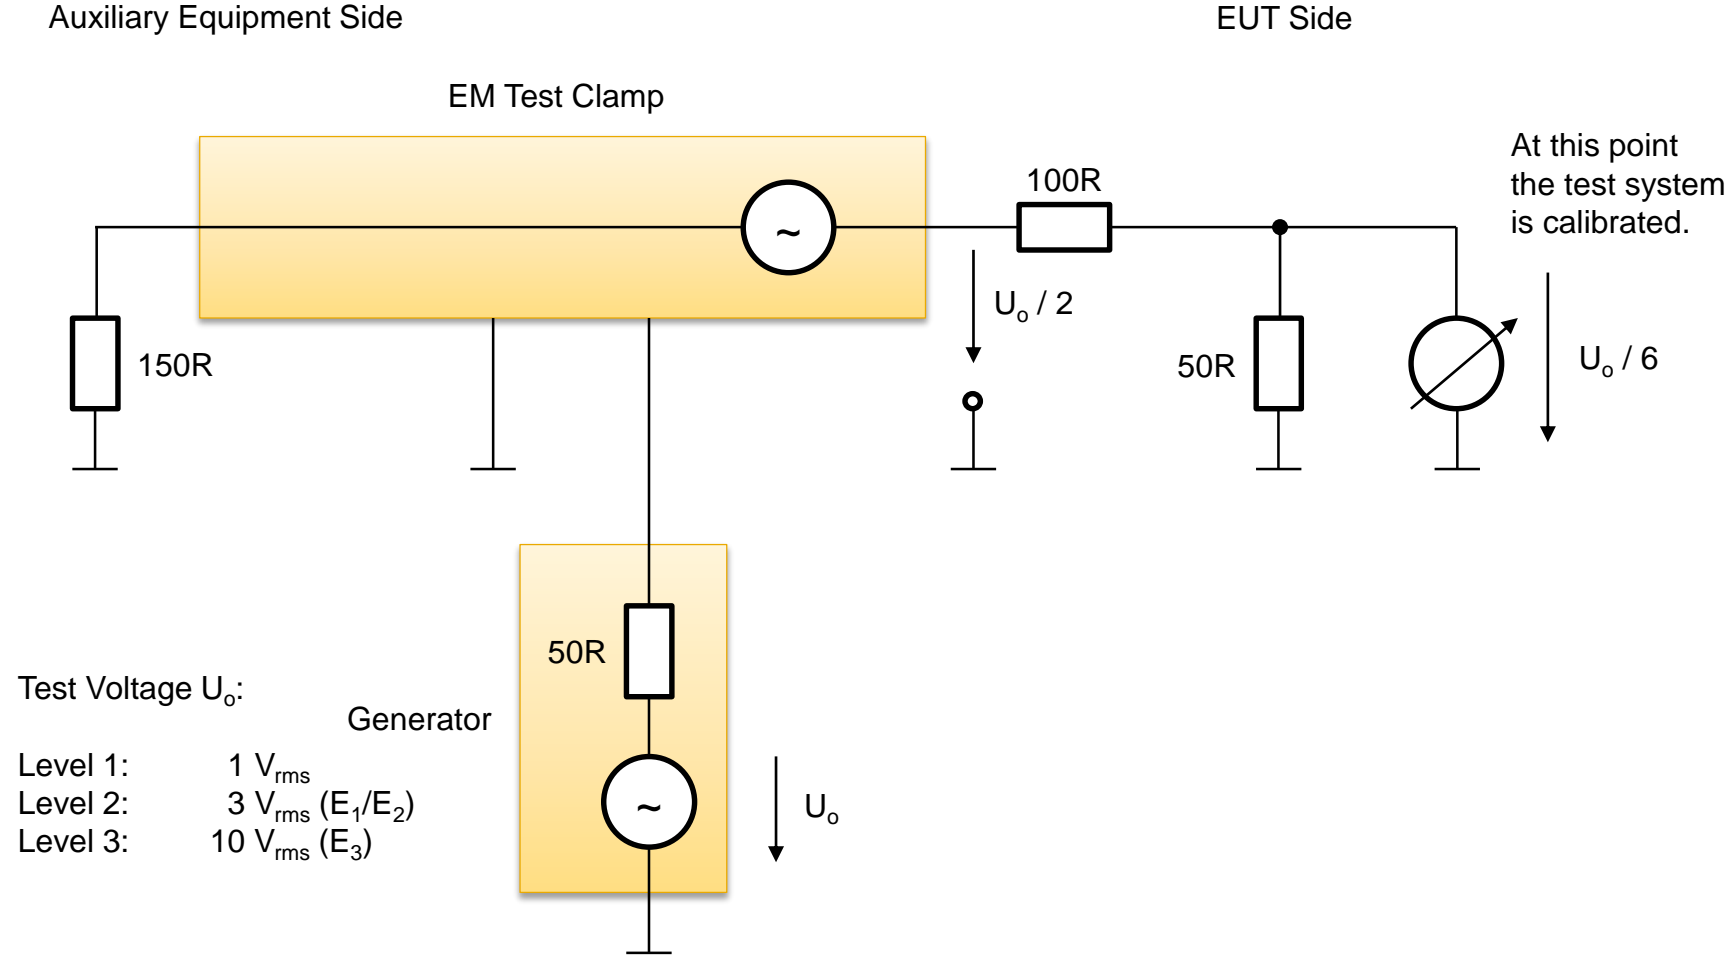 Auxiliary Equipment Side
EUT Side
EM Test Clamp
At this point
the test system
is calibrated.
100R
~
Uₒ / 2
150R
50R
Uₒ / 6
50R
Test Voltage Uₒ:
Generator
Level 1: 1 Vrms
Level 2: 3 Vrms (E₁/E₂)
Level 3: 10 Vrms (E₃)
~
Uₒ